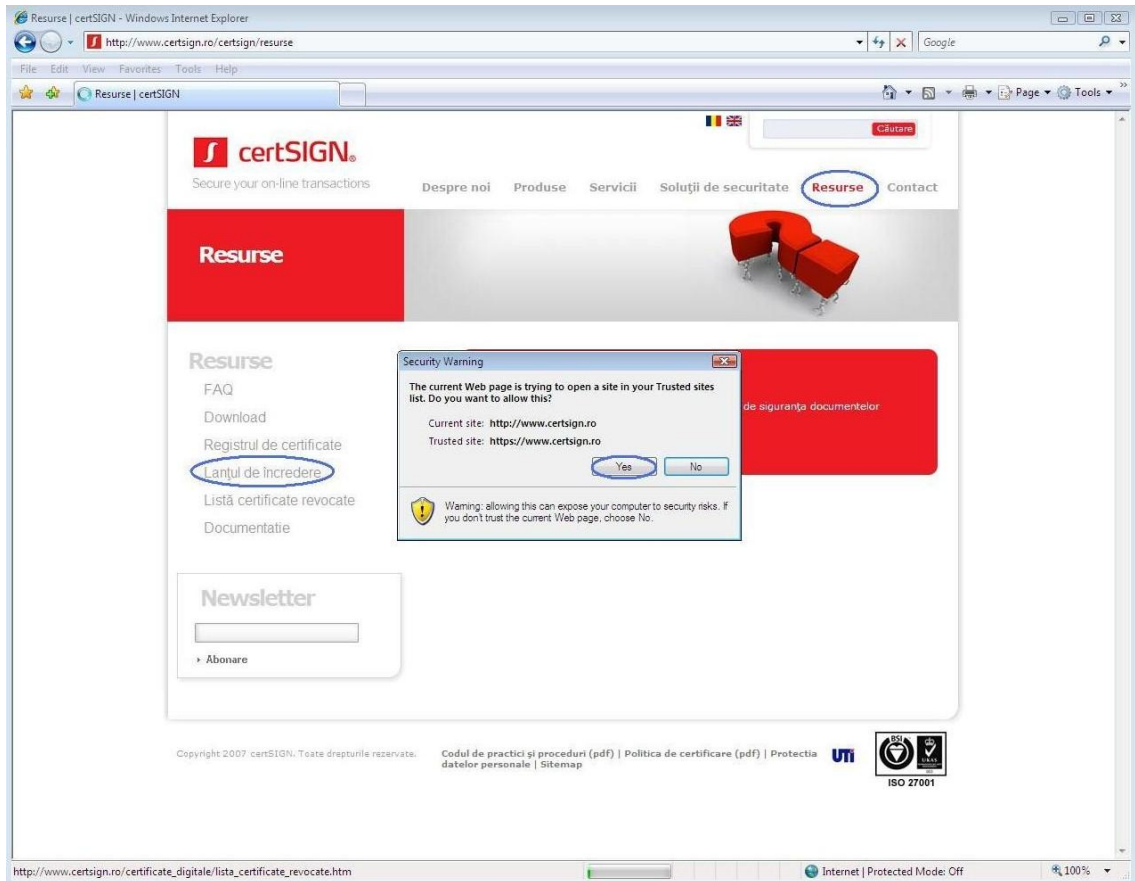 Resurse | certSIGN - Windows Internet Explorer
http://www.certsign.ro/certsign/resurse
Google
File Edit View Favorites Tools Help
Resurse | certSIGN
Page Tools
Căutare
certSIGN®
Secure your on-line transactions
Despre noi Produse Servicii Soluţii de securitate Resurse Contact
Resurse
Resurse
FAQ
Download
Registrul de certificate
Lanţul de încredere
Listă certificate revocate
Documentatie
de siguranţa documentelor
Security Warning
The current Web page is trying to open a site in your Trusted sites
list. Do you want to allow this?
Current site: http://www.certsign.ro
Trusted site: https://www.certsign.ro
Yes No
Warning: allowing this can expose your computer to security risks. If
you don't trust the current Web page, choose No.
Newsletter
Abonare
Copyright 2007 certSIGN. Toate drepturile rezervate.
Codul de practici şi proceduri (pdf) | Politica de certificare (pdf) | Protectia
datelor personale | Sitemap
UTi
BSI
UKAS
ISO 27001
http://www.certsign.ro/certificate_digitale/lista_certificate_revocate.htm
Internet | Protected Mode: Off
100%